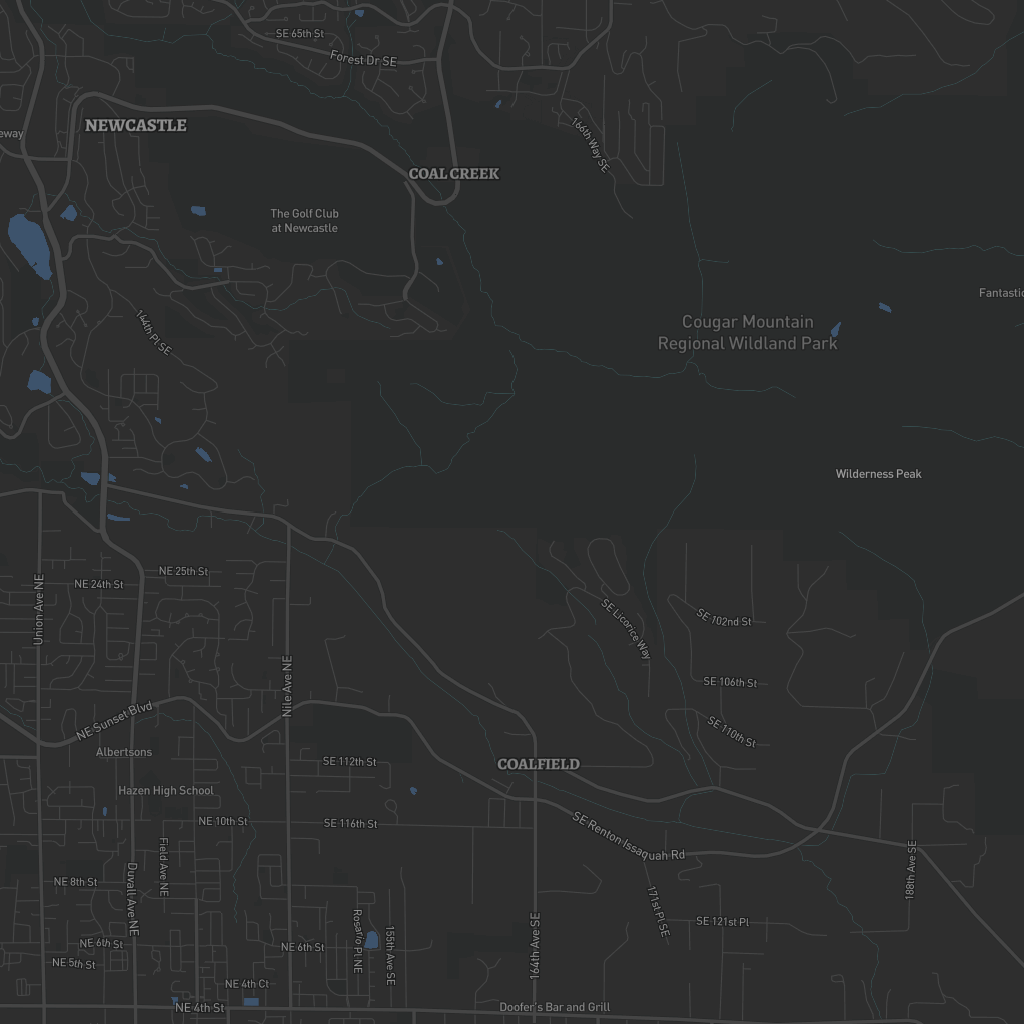 SE 65th St
Forest Dr SE
NEWCASTLE
eway
166th Way SE
COAL CREEK
The Golf Club
at Newcastle
Fantastic
Cougar Mountain
Regional Wildland Park
144th Pl SE
Wilderness Peak
NE 25th St
NE 24th St
Union Ave NE
SE Licorice Way
SE 102nd St
Nile Ave NE
SE 106th St
NE Sunset Blvd
SE 110th St
Albertsons
SE 112th St
COALFIELD
Hazen High School
NE 10th St
SE 116th St
SE Renton Issaquah Rd
Field Ave NE
188th Ave SE
NE 8th St
Duvall Ave NE
171st Pl SE
SE 121st Pl
Rosario Pl NE
155th Ave SE
164th Ave SE
NE 6th St
NE 6th St
NE 5th St
NE 4th Ct
NE 4th St
Doofer's Bar and Grill